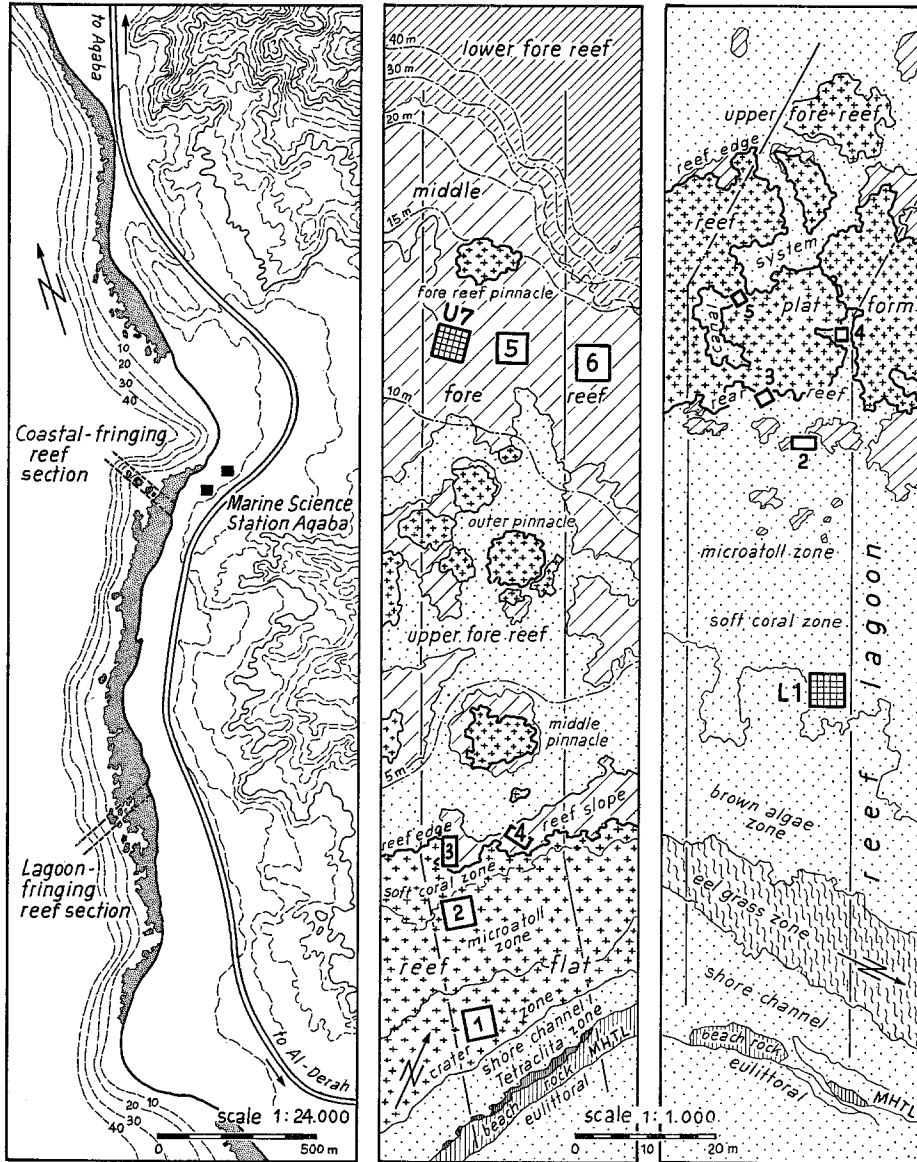 to Aqaba
10
20
30
40
Coastal-fringing
reef
section
Marine Science
Station Aqaba
Lagoon-
fringing
reef section
to Al-Derah
20
10
30
40
scale 1:24.000
0
500 m
40 m
lower fore reef
30 m
20 m
middle
15 m
fore reef pinnacle
U7
5
6
fore
reef
10 m
outer pinnacle
upper fore reef
middle
pinnacle
5 m
reef edge
reef slope
3
4
soft coral zone
2
microatoll
zone
reef flat
1
crater zone
shore channel /
Tetraclita zone
MHTL
beach rock
eulittoral
scale 1:1.000
0
10
20 m
upper fore reef
reef edge
reef
system
platform
canal
5
4
3
rear reef
2
microatoll zone
soft coral zone
L1
reef lagoon
brown algae
zone
eel grass zone
shore
channel
beach rock
MHTL
eulittoral